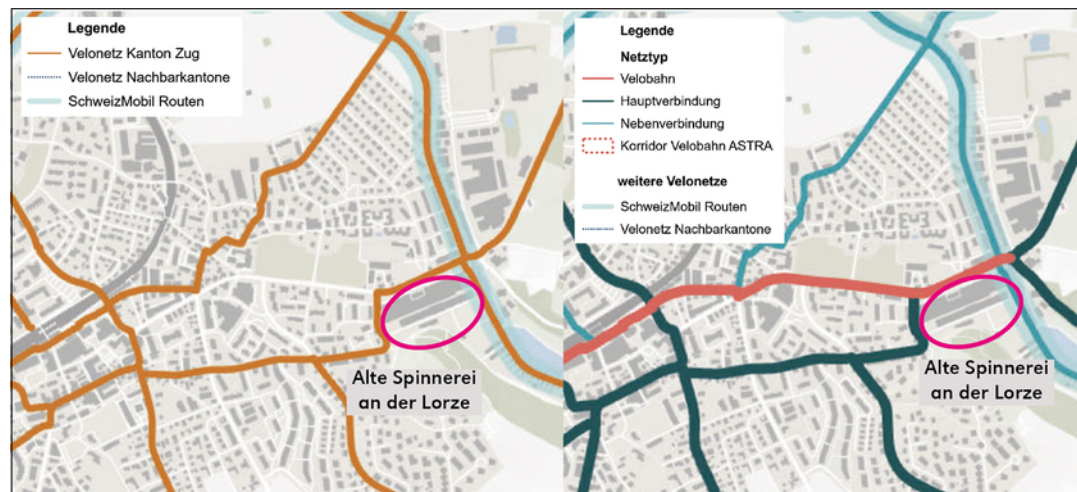 Legende
Velonetz Kanton Zug
Velonetz Nachbarkantone
SchweizMobil Routen
Alte Spinnerei
an der Lorze
Legende
Netztyp
Velobahn
Hauptverbindung
Nebenverbindung
Korridor Velobahn ASTRA
weitere Velonetze
SchweizMobil Routen
Velonetz Nachbarkantone
Alte Spinnerei
an der Lorze